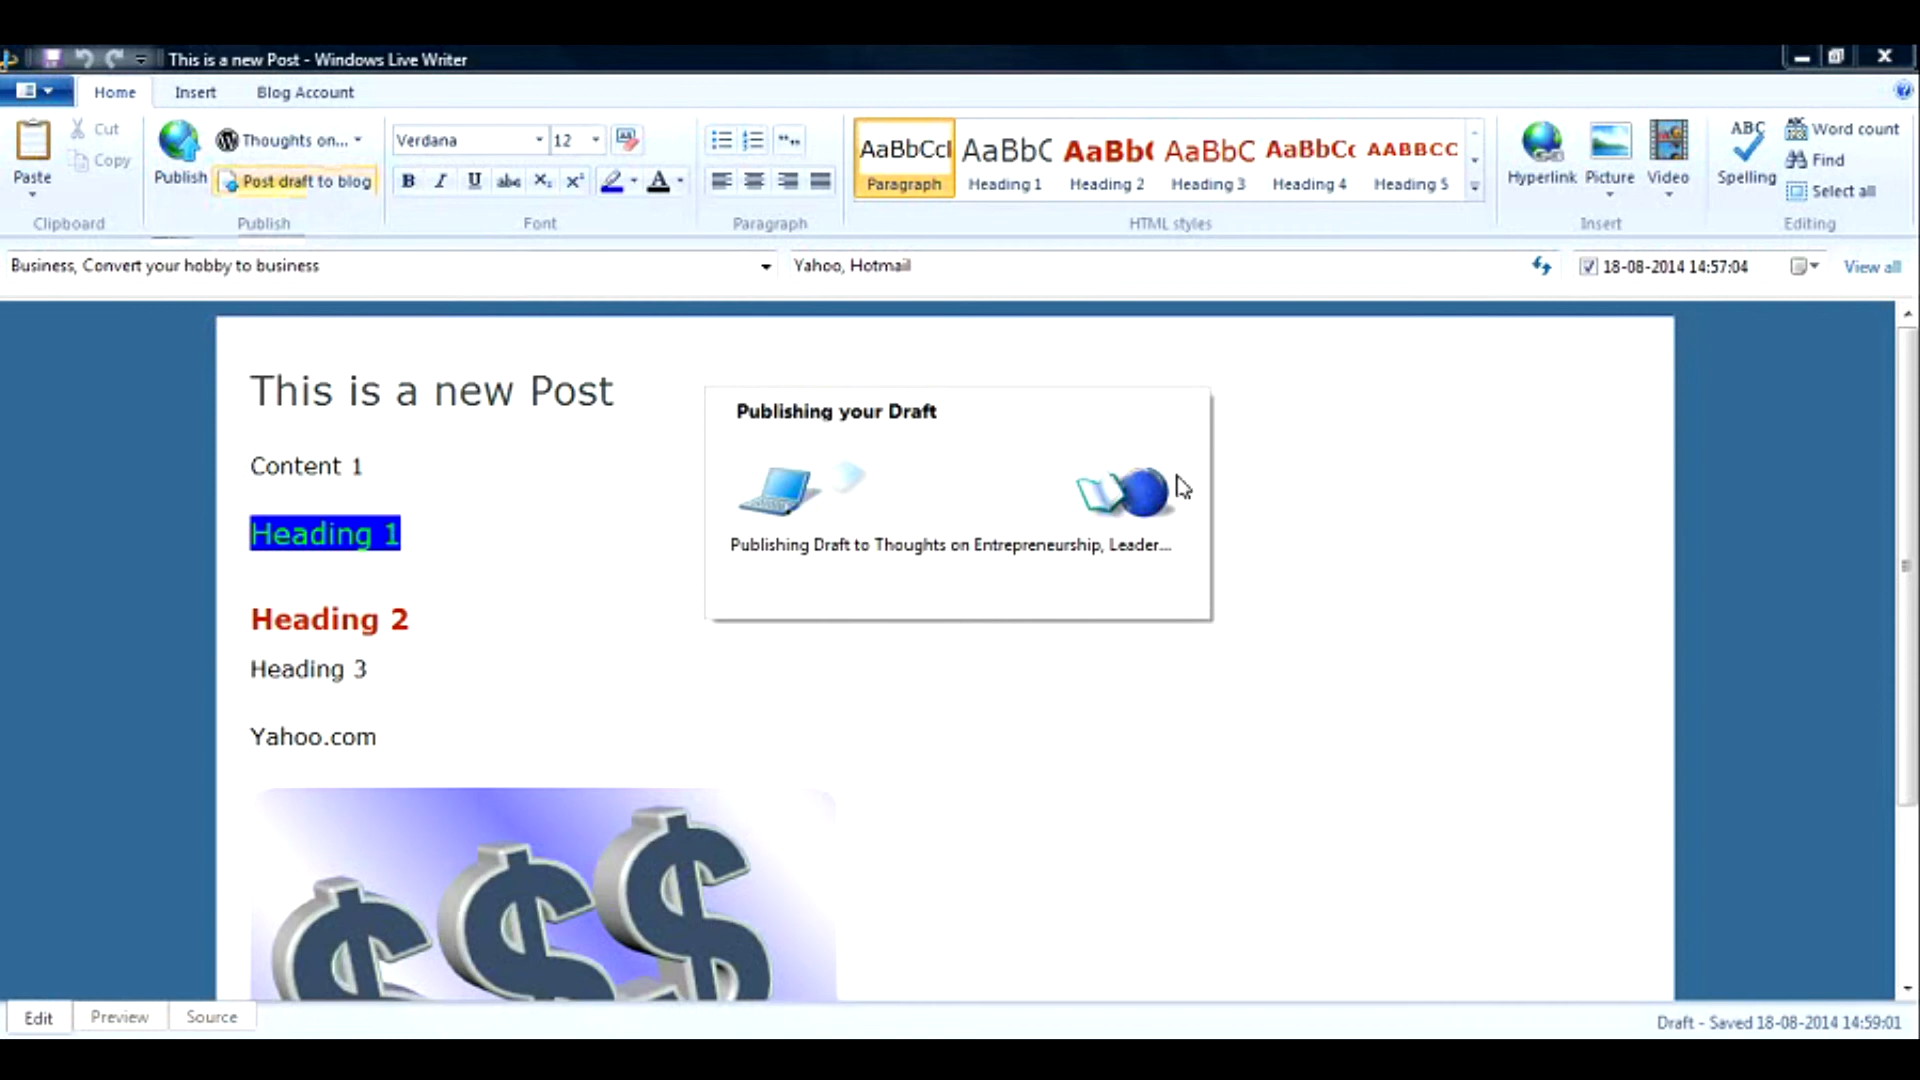 This is a new Post - Windows Live Writer
Home Insert Blog Account
Paste
Cut
Copy
Clipboard
Publish
Thoughts on...
Post draft to blog
Publish
Verdana 12
B I U abc X₂ X²
A
Font
Paragraph
AaBbCcI AaBbC AaBb( AaBbC AaBbCc AABBCC
Paragraph Heading 1 Heading 2 Heading 3 Heading 4 Heading 5
HTML styles
Hyperlink Picture Video
Insert
ABC
Spelling
Word count
Find
Select all
Editing
Business, Convert your hobby to business Yahoo, Hotmail 18-08-2014 14:57:04 View all
This is a new Post
Content 1
Heading 1
Heading 2
Heading 3
Yahoo.com
Publishing your Draft
Publishing Draft to Thoughts on Entrepreneurship, Leader...
$$$
Edit Preview Source
Draft - Saved 18-08-2014 14:59:01